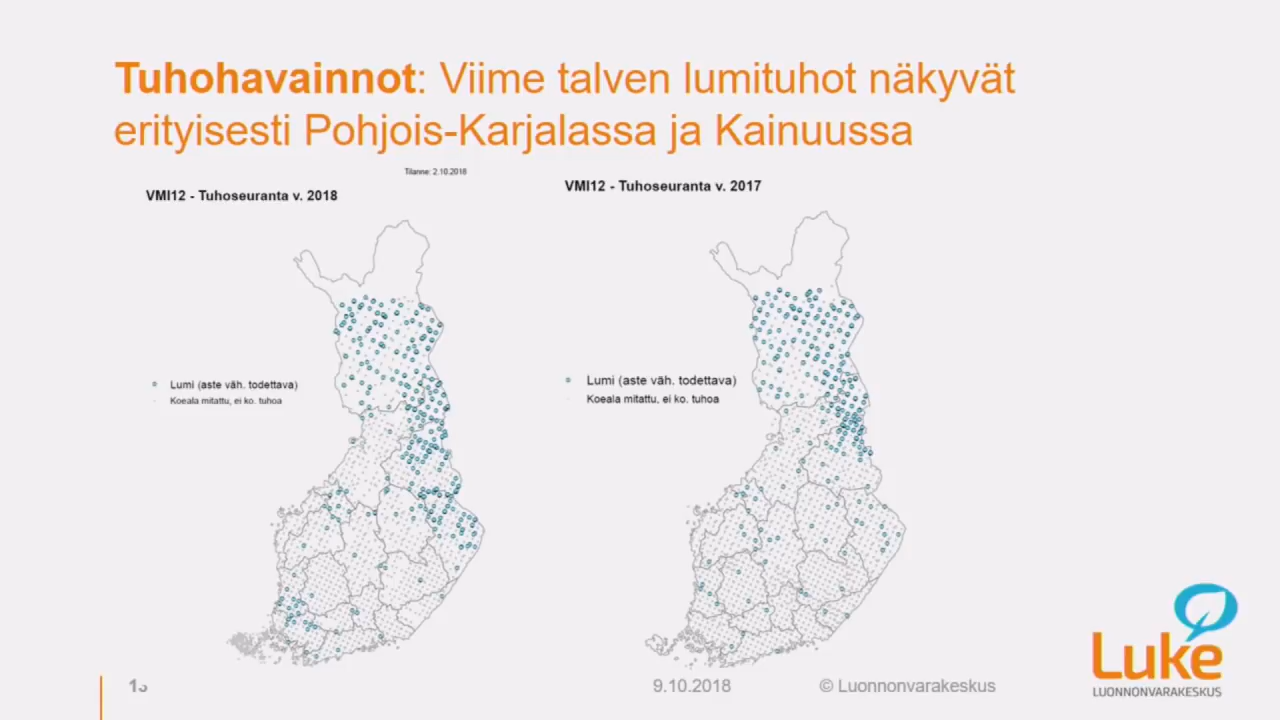 Tuhohavainnot: Viime talven lumituhot näkyvät
erityisesti Pohjois-Karjalassa ja Kainuussa
Tilanne: 2.10.2018
VMI12 - Tuhoseuranta v. 2018
VMI12 - Tuhoseuranta v. 2017
Lumi (aste väh. todettava)
Koeala mitattu, ei ko. tuhoa
Lumi (aste väh. todettava)
Koeala mitattu, ei ko. tuhoa
9.10.2018
© Luonnonvarakeskus
Luke
LUONNONVARAKESKUS